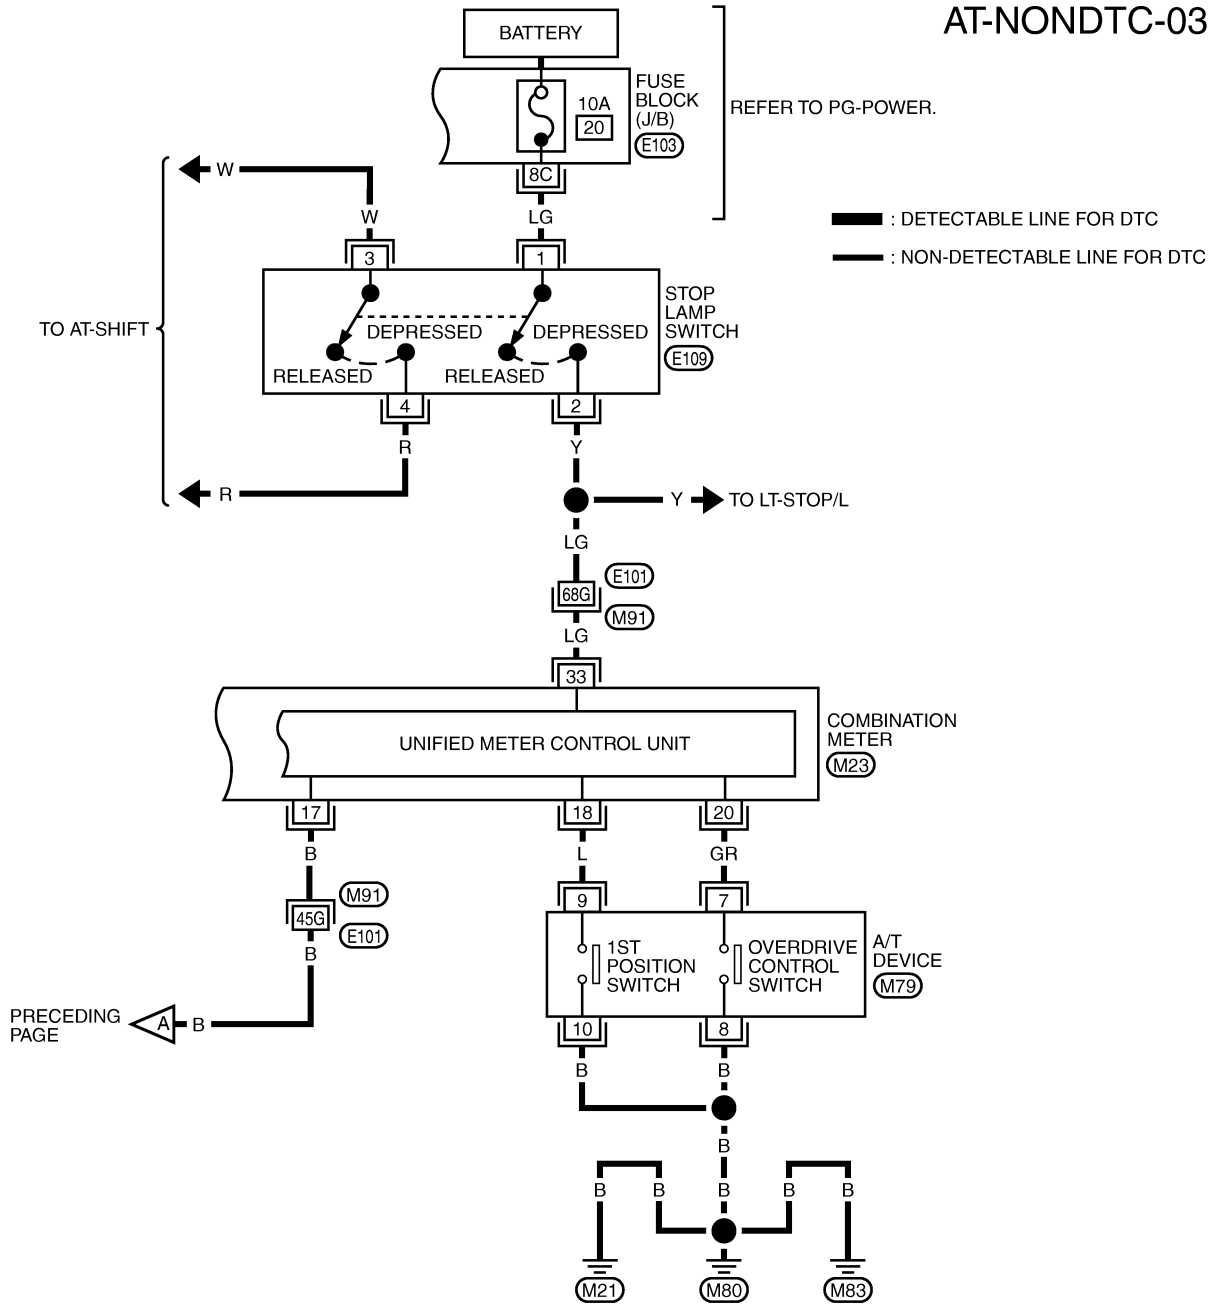 AT-NONDTC-03
BATTERY
FUSE
BLOCK
(J/B)
E103
10A
20
REFER TO PG-POWER.
8C
W
LG
W
: DETECTABLE LINE FOR DTC
: NON-DETECTABLE LINE FOR DTC
3
1
STOP
LAMP
SWITCH
E109
TO AT-SHIFT
DEPRESSED
DEPRESSED
RELEASED
RELEASED
4
2
R
Y
R
Y
TO LT-STOP/L
LG
E101
68G
M91
LG
33
COMBINATION
METER
M23
UNIFIED METER CONTROL UNIT
17
18
20
B
L
GR
M91
45G
E101
9
7
B
1ST
POSITION
SWITCH
OVERDRIVE
CONTROL
SWITCH
A/T
DEVICE
M79
PRECEDING
PAGE
A
B
10
8
B
B
B
B
B
B
B
B
M21
M80
M83